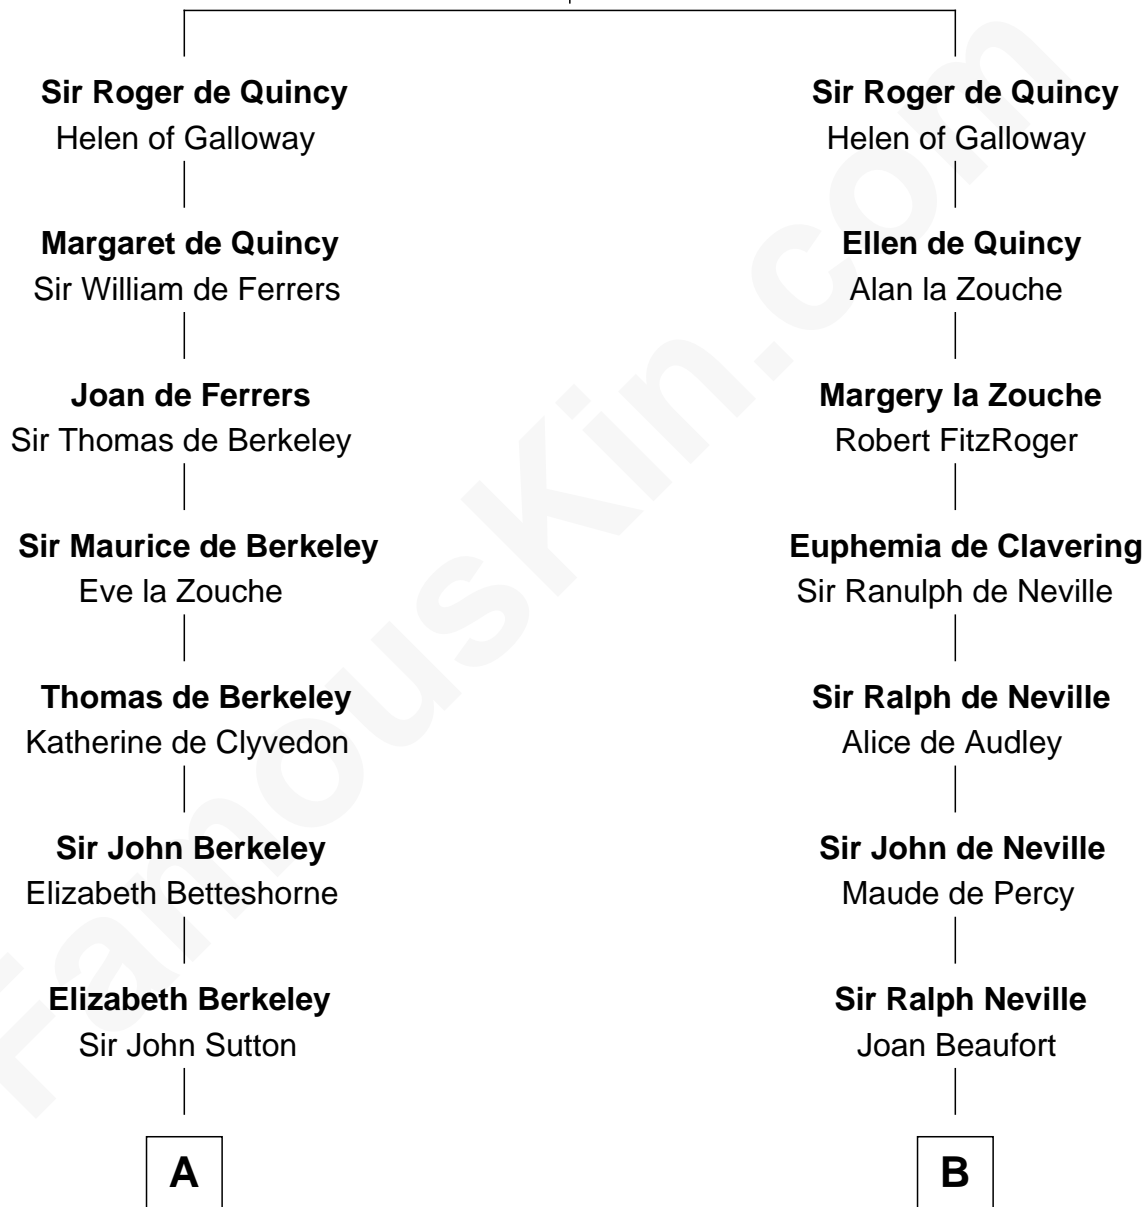 Sir Roger de Quincy
Helen of Galloway
Margaret de Quincy
Sir William de Ferrers
Joan de Ferrers
Sir Thomas de Berkeley
Sir Maurice de Berkeley
Eve la Zouche
Thomas de Berkeley
Katherine de Clyvedon
Sir John Berkeley
Elizabeth Betteshorne
Elizabeth Berkeley
Sir John Sutton
A
Sir Roger de Quincy
Helen of Galloway
Ellen de Quincy
Alan la Zouche
Margery la Zouche
Robert FitzRoger
Euphemia de Clavering
Sir Ranulph de Neville
Sir Ralph de Neville
Alice de Audley
Sir John de Neville
Maude de Percy
Sir Ralph Neville
Joan Beaufort
B
FamousKin.com